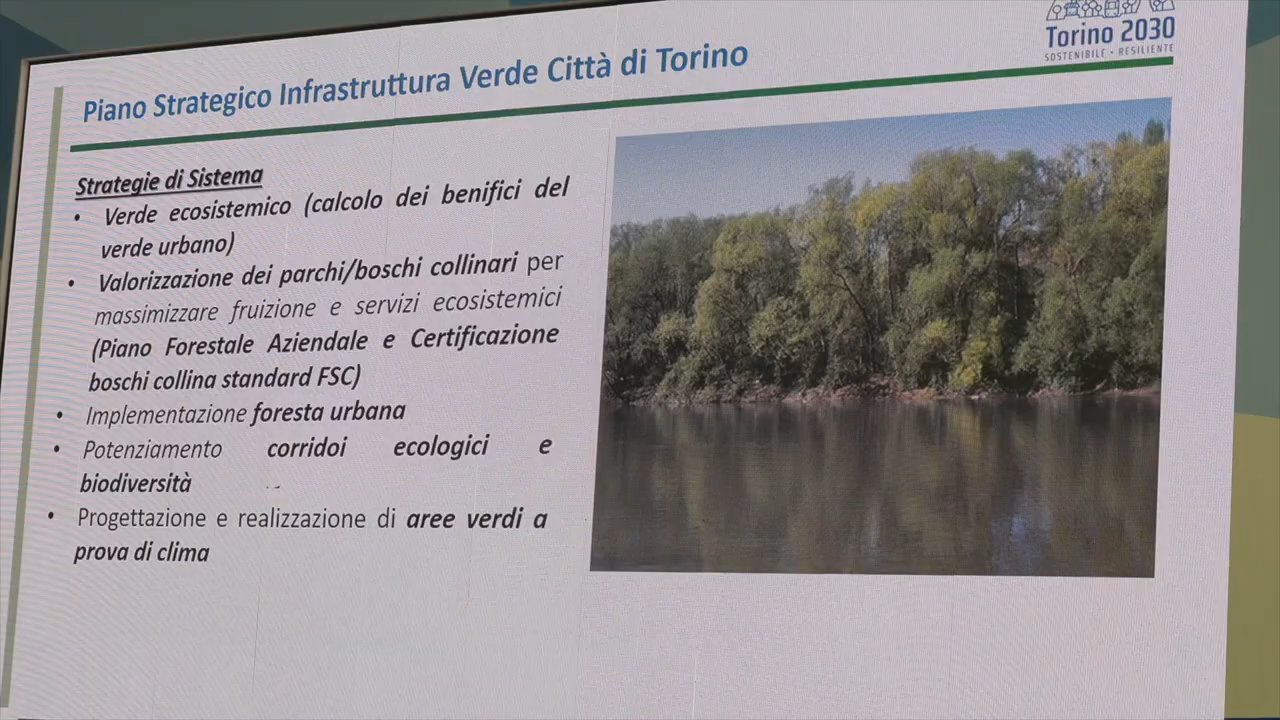 Torino 2030
SOSTENIBILE • RESILIENTE
Piano Strategico Infrastruttura Verde Città di Torino
Strategie di Sistema
• Verde ecosistemico (calcolo dei benifici del
verde urbano)
• Valorizzazione dei parchi/boschi collinari per
massimizzare fruizione e servizi ecosistemici
(Piano Forestale Aziendale e Certificazione
boschi collina standard FSC)
• Implementazione foresta urbana
• Potenziamento corridoi ecologici e
biodiversità
• Progettazione e realizzazione di aree verdi a
prova di clima